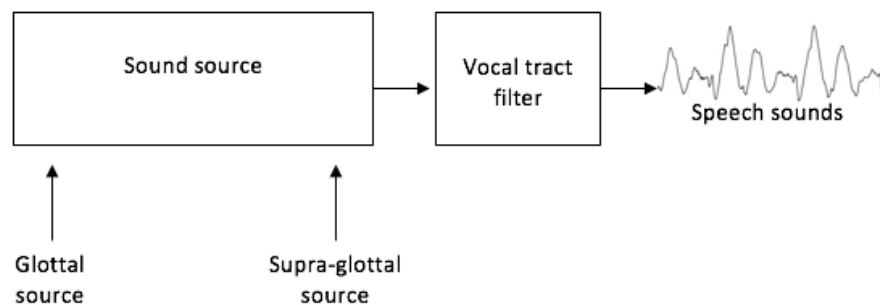 Sound source
Vocal tract
filter
Speech sounds
Glottal
source
Supra-glottal
source